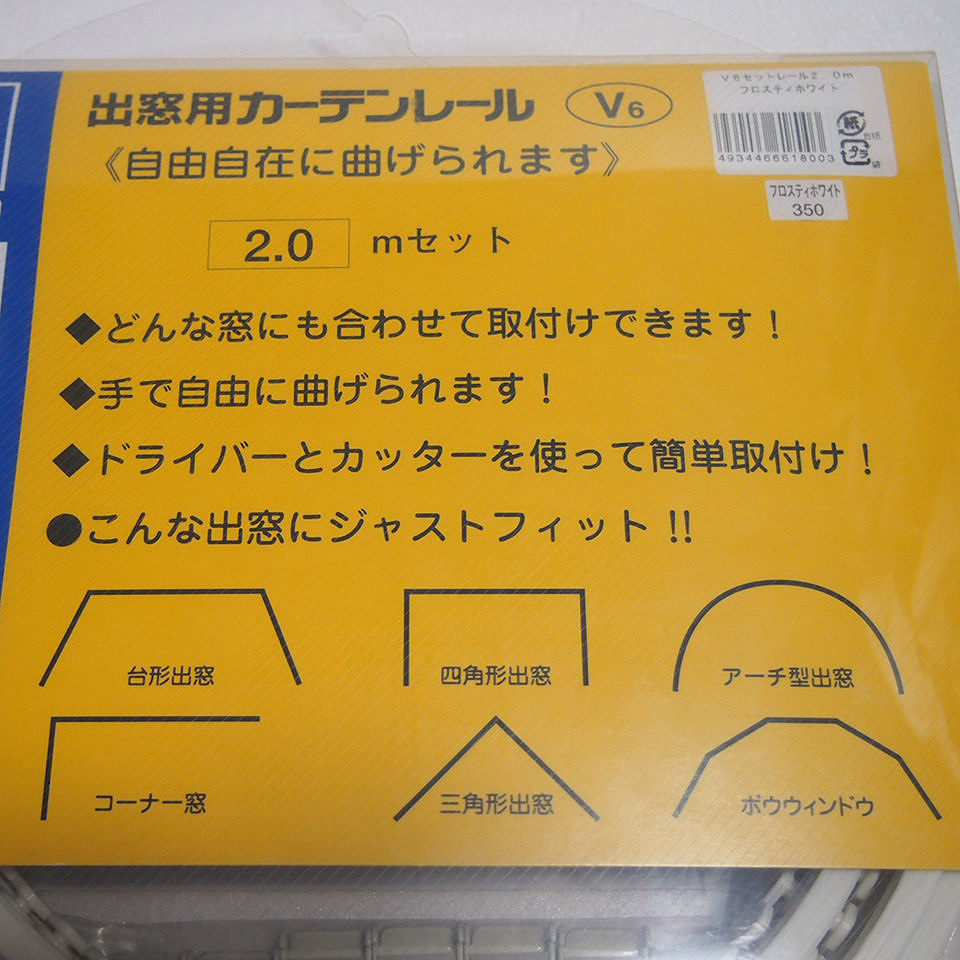 出窓用カーテンレール V6
《自由自在に曲げられます》
V6セットレール2.0m
フロスティホワイト
4934466618003
紙
台紙
プラ
袋
フロスティホワイト
350
2.0 mセット
◆どんな窓にも合わせて取付けできます！
◆手で自由に曲げられます！
◆ドライバーとカッターを使って簡単取付け！
●こんな出窓にジャストフィット!!
台形出窓 四角形出窓 アーチ型出窓
コーナー窓 三角形出窓 ボウウィンドウ